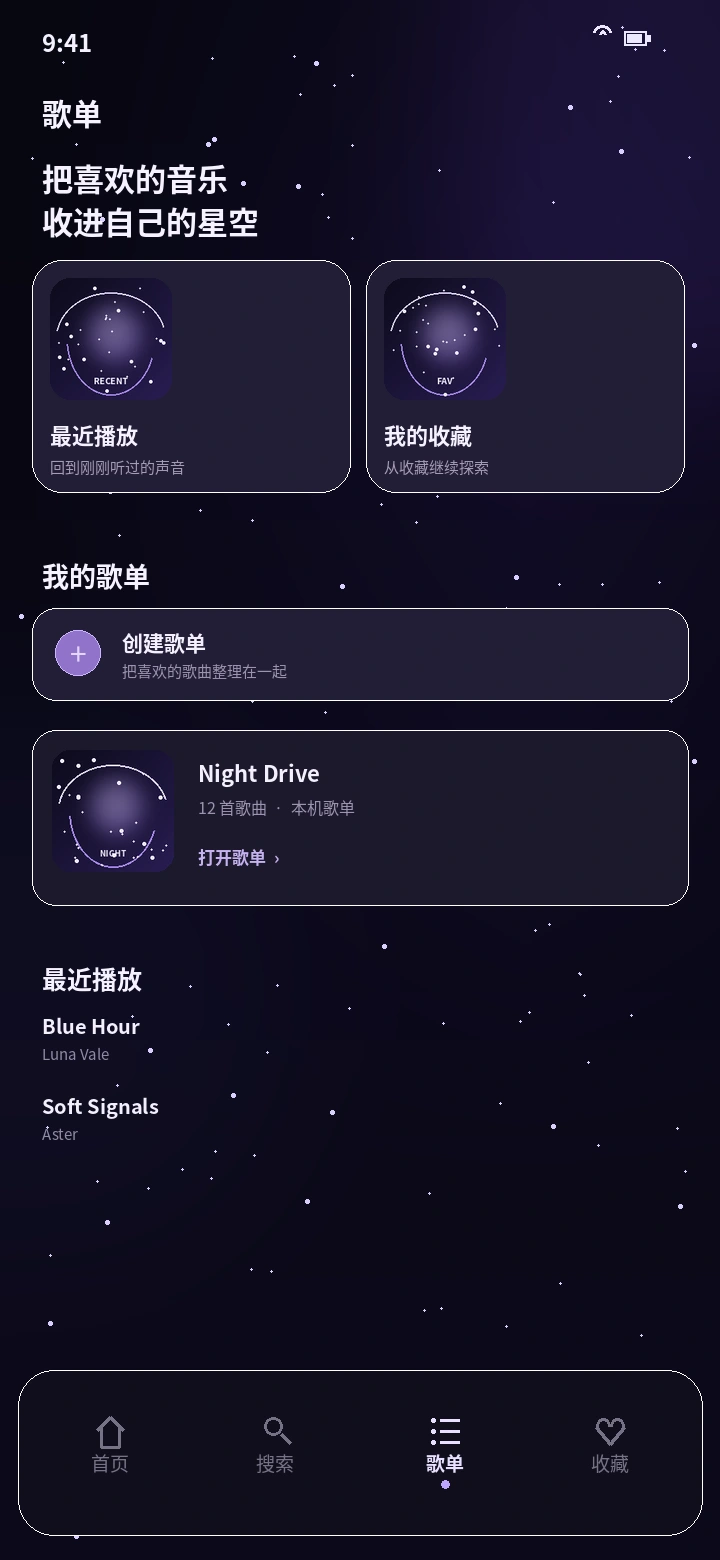 9:41
歌单
把喜欢的音乐
收进自己的星空
RECENT
最近播放
回到刚刚听过的声音
FAV
我的收藏
从收藏继续探索
我的歌单
+
创建歌单
把喜欢的歌曲整理在一起
NIGHT
Night Drive
12 首歌曲 · 本机歌单
打开歌单 ›
最近播放
Blue Hour
Luna Vale
Soft Signals
Aster
首页
搜索
歌单
收藏